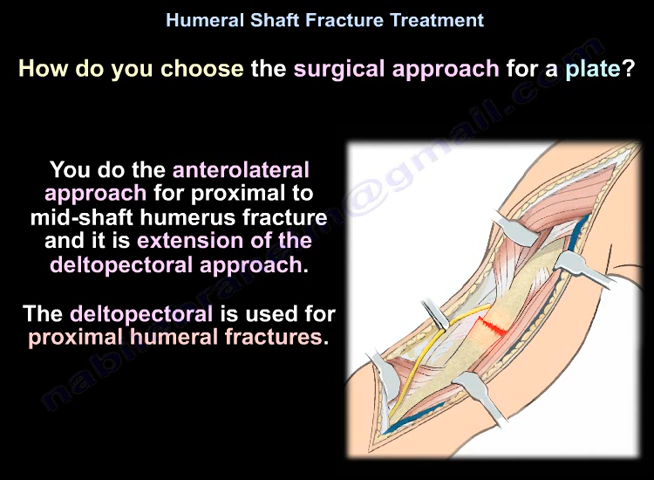 Humeral Shaft Fracture Treatment
How do you choose the surgical approach for a plate?
You do the anterolateral
approach for proximal to
mid-shaft humerus fracture
and it is extension of the
deltopectoral approach.
The deltopectoral is used for
proximal humeral fractures.